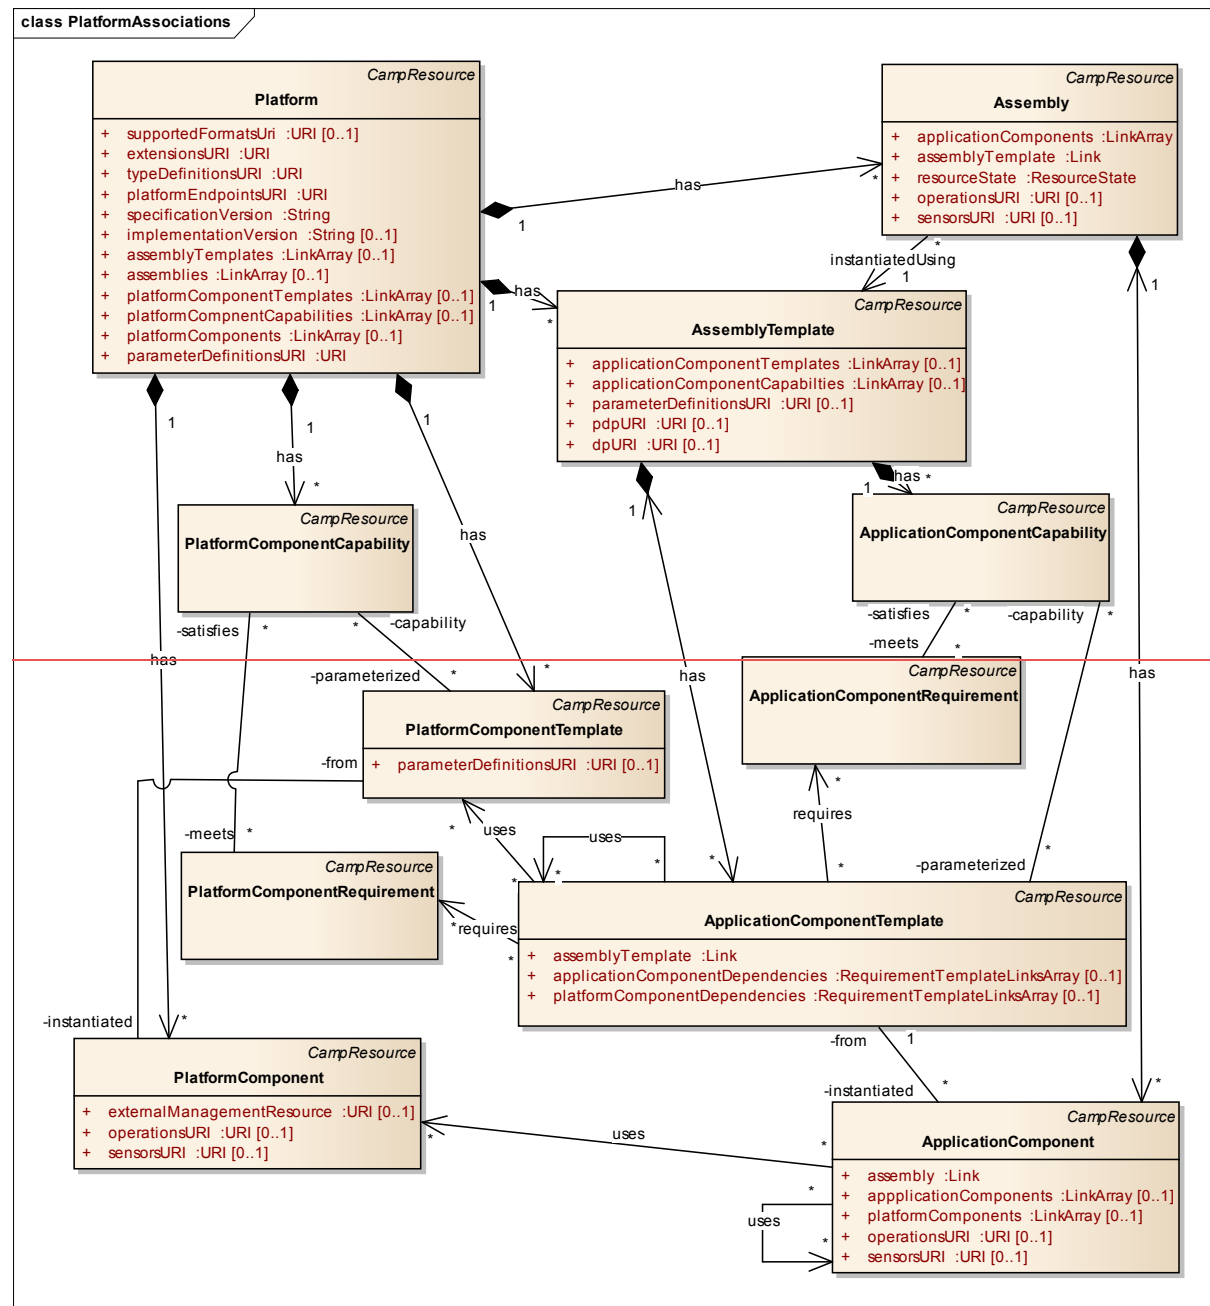 class PlatformAssociations
CampResource
Platform
+ supportedFormatsUri :URI [0..1]
+ extensionsURI :URI
+ typeDefinitionsURI :URI
+ platformEndpointsURI :URI
+ specificationVersion :String
+ implementationVersion :String [0..1]
+ assemblyTemplates :LinkArray [0..1]
+ assemblies :LinkArray [0..1]
+ platformComponentTemplates :LinkArray [0..1]
+ platformCompnentCapabilities :LinkArray [0..1]
+ platformComponents :LinkArray [0..1]
+ parameterDefinitionsURI :URI
CampResource
Assembly
+ applicationComponents :LinkArray
+ assemblyTemplate :Link
+ resourceState :ResourceState
+ operationsURI :URI [0..1]
+ sensorsURI :URI [0..1]
has
1
*
instantiatedUsing
*
1
1
has
1
*
CampResource
AssemblyTemplate
+ applicationComponentTemplates :LinkArray [0..1]
+ applicationComponentCapabilties :LinkArray [0..1]
+ parameterDefinitionsURI :URI [0..1]
+ pdpURI :URI [0..1]
+ dpURI :URI [0..1]
1
1
1
has
*
has
has
*
1
1
CampResource
PlatformComponentCapability
CampResource
ApplicationComponentCapability
-satisfies
*
*
-capability
-satisfies
*
-capability
*
-meets
*
has
-parameterized
*
*
has
has
CampResource
PlatformComponentTemplate
+ parameterDefinitionsURI :URI [0..1]
-from
CampResource
ApplicationComponentRequirement
*
requires
*
-meets
*
*
uses
*
uses
*
*
*
-parameterized
*
CampResource
PlatformComponentRequirement
*
requires
*
CampResource
ApplicationComponentTemplate
+ assemblyTemplate :Link
+ applicationComponentDependencies :RequirementTemplateLinksArray [0..1]
+ platformComponentDependencies :RequirementTemplateLinksArray [0..1]
-instantiated
*
-from
1
-instantiated
*
*
CampResource
PlatformComponent
+ externalManagementResource :URI [0..1]
+ operationsURI :URI [0..1]
+ sensorsURI :URI [0..1]
*
uses
*
CampResource
ApplicationComponent
+ assembly :Link
+ appplicationComponents :LinkArray [0..1]
+ platformComponents :LinkArray [0..1]
+ operationsURI :URI [0..1]
+ sensorsURI :URI [0..1]
*
uses
*